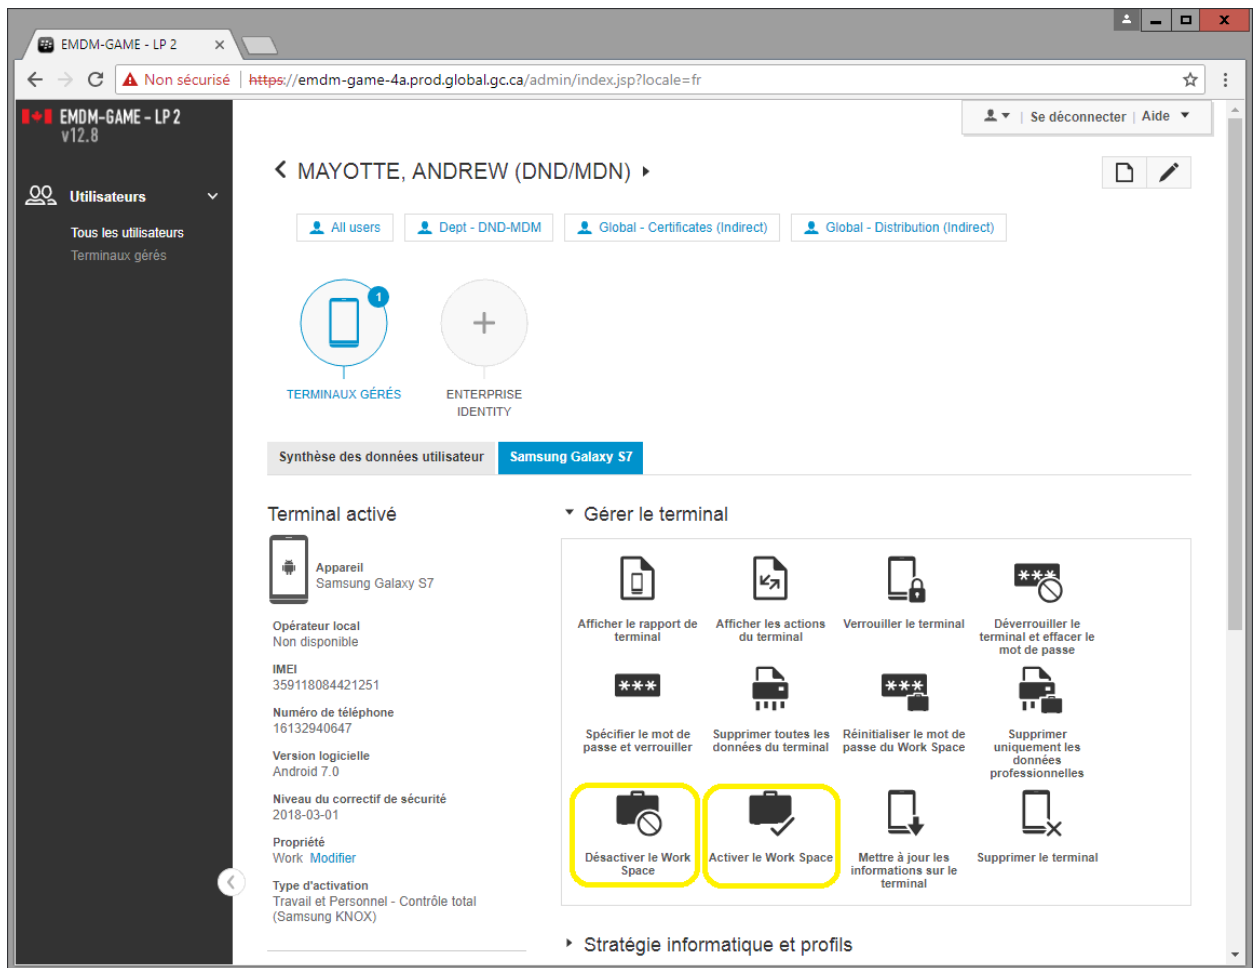 EMDM-GAME - LP 2
Non sécurisé | https://emdm-game-4a.prod.global.gc.ca/admin/index.jsp?locale=fr
EMDM-GAME – LP 2
v12.8
| Se déconnecter | Aide
MAYOTTE, ANDREW (DND/MDN)
Utilisateurs
Tous les utilisateurs
Terminaux gérés
All users
Dept - DND-MDM
Global - Certificates (Indirect)
Global - Distribution (Indirect)
1
TERMINAUX GÉRÉS
ENTERPRISE
IDENTITY
Synthèse des données utilisateur
Samsung Galaxy S7
Terminal activé
Appareil
Samsung Galaxy S7
Opérateur local
Non disponible
IMEI
359118084421251
Numéro de téléphone
16132940647
Version logicielle
Android 7.0
Niveau du correctif de sécurité
2018-03-01
Propriété
Work Modifier
Type d'activation
Travail et Personnel - Contrôle total
(Samsung KNOX)
Gérer le terminal
Afficher le rapport de
terminal
Afficher les actions
du terminal
Verrouiller le terminal
***
Déverrouiller le
terminal et effacer le
mot de passe
***
Spécifier le mot de
passe et verrouiller
Supprimer toutes les
données du terminal
***
Réinitialiser le mot de
passe du Work Space
Supprimer
uniquement les
données
professionnelles
Désactiver le Work
Space
Activer le Work Space
Mettre à jour les
informations sur le
terminal
Supprimer le terminal
Stratégie informatique et profils